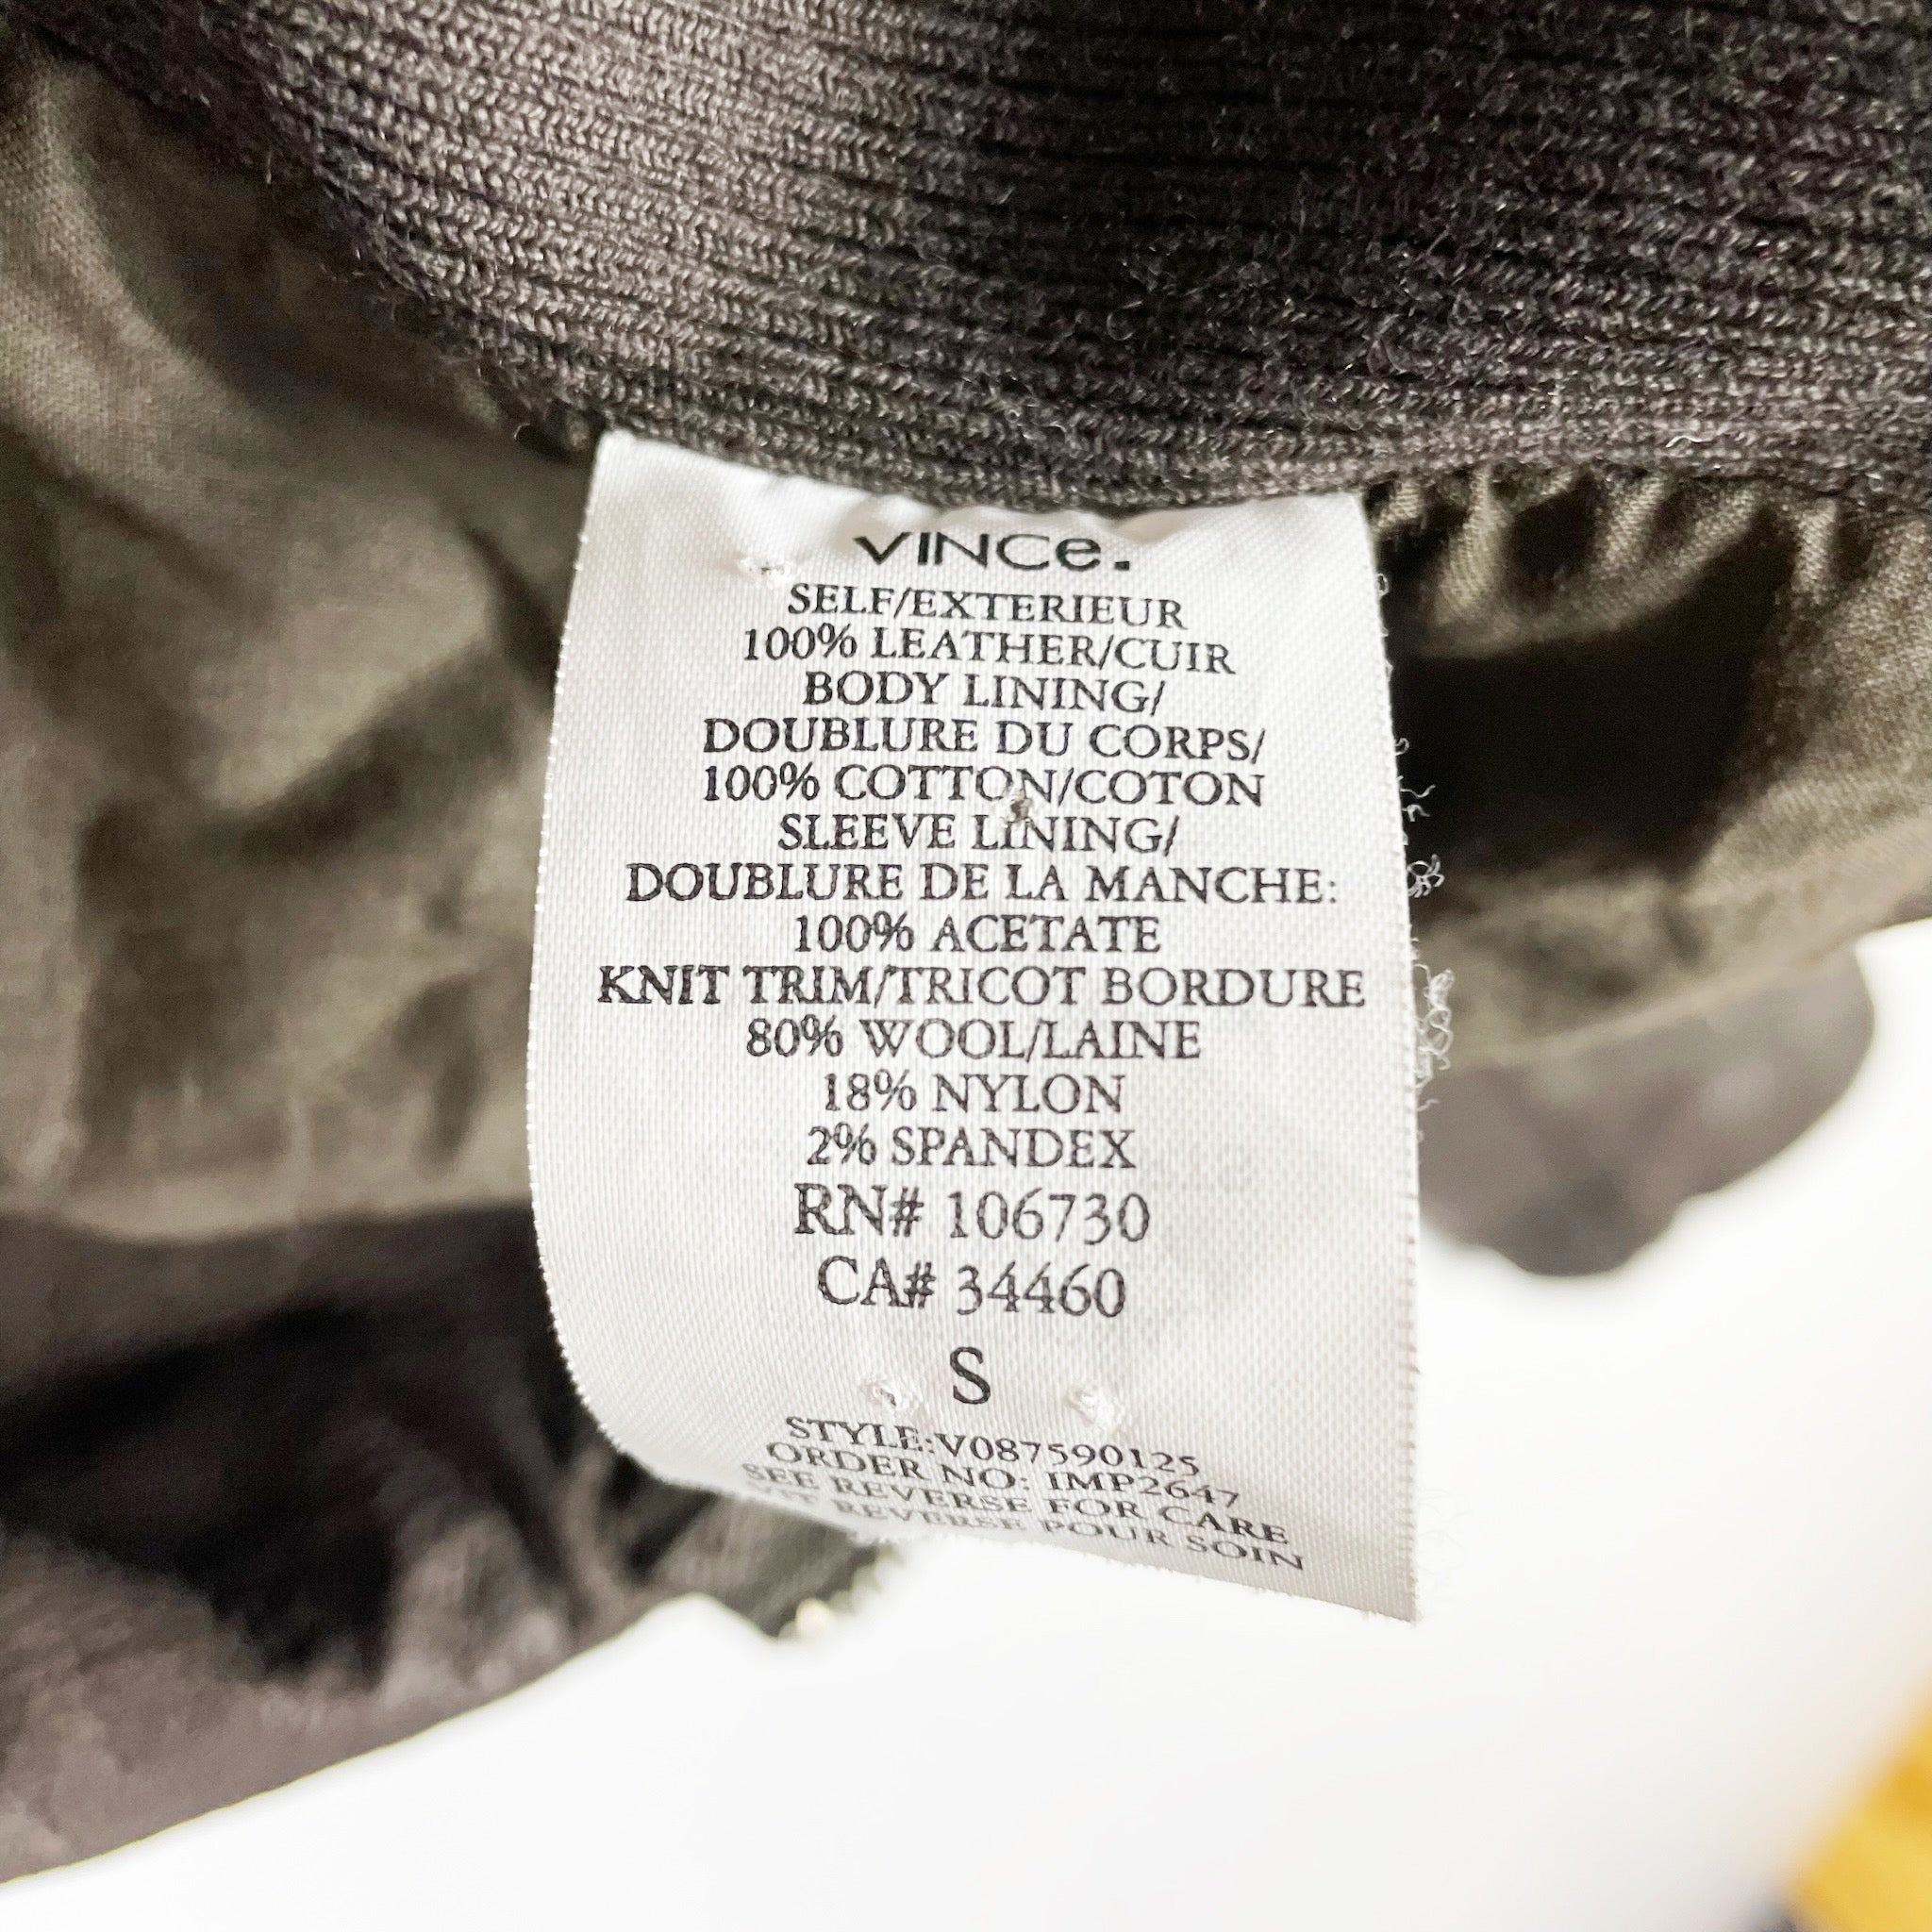 VINCe.
SELF/EXTERIEUR
100% LEATHER/CUIR
BODY LINING/
DOUBLURE DU CORPS/
100% COTTON/COTON
SLEEVE LINING/
DOUBLURE DE LA MANCHE:
100% ACETATE
KNIT TRIM/TRICOT BORDURE
80% WOOL/LAINE
18% NYLON
2% SPANDEX
RN# 106730
CA# 34460
S
STYLE:V087590125
ORDER NO: IMP2647
SEE REVERSE FOR CARE
REVERSE POUR SOIN